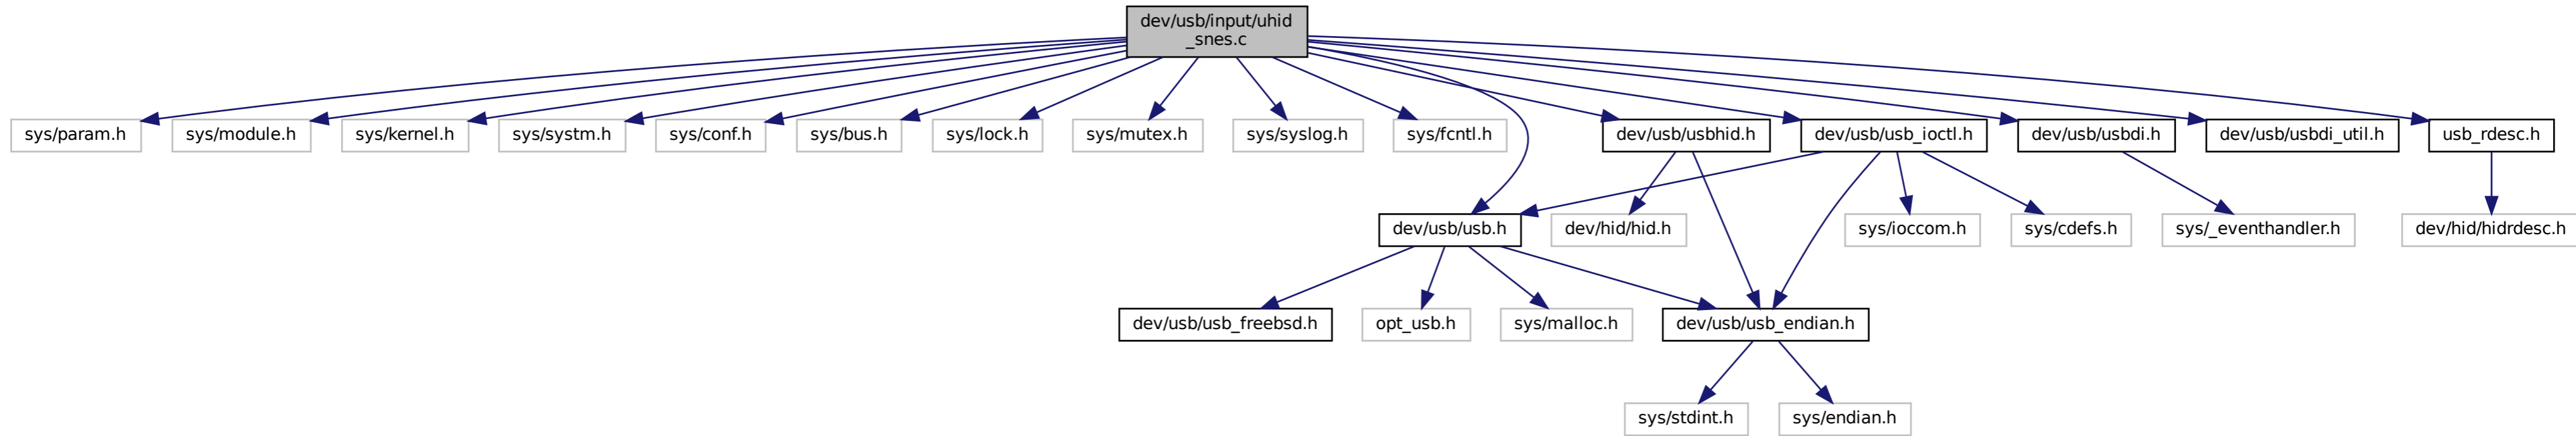 dev/usb/input/uhid
_snes.c
sys/param.h
sys/module.h
sys/kernel.h
sys/systm.h
sys/conf.h
sys/bus.h
sys/lock.h
sys/mutex.h
sys/syslog.h
sys/fcntl.h
dev/usb/usbhid.h
dev/usb/usb_ioctl.h
dev/usb/usbdi.h
dev/usb/usbdi_util.h
usb_rdesc.h
dev/usb/usb.h
dev/hid/hid.h
sys/ioccom.h
sys/cdefs.h
sys/_eventhandler.h
dev/hid/hidrdesc.h
dev/usb/usb_freebsd.h
opt_usb.h
sys/malloc.h
dev/usb/usb_endian.h
sys/stdint.h
sys/endian.h